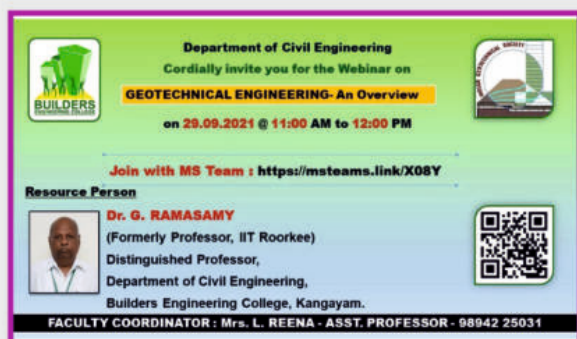 Department of Civil Engineering
Cordially invite you for the Webinar on
GEOTECHNICAL ENGINEERING- An Overview
on 29.09.2021 @ 11:00 AM to 12:00 PM
BUILDERS
ENGINEERING COLLEGE
Join with MS Team : https://msteams.link/X08Y
Resource Person
Dr. G. RAMASAMY
(Formerly Professor, IIT Roorkee)
Distinguished Professor,
Department of Civil Engineering,
Builders Engineering College, Kangayam.
FACULTY COORDINATOR : Mrs. L. REENA - ASST. PROFESSOR - 98942 25031